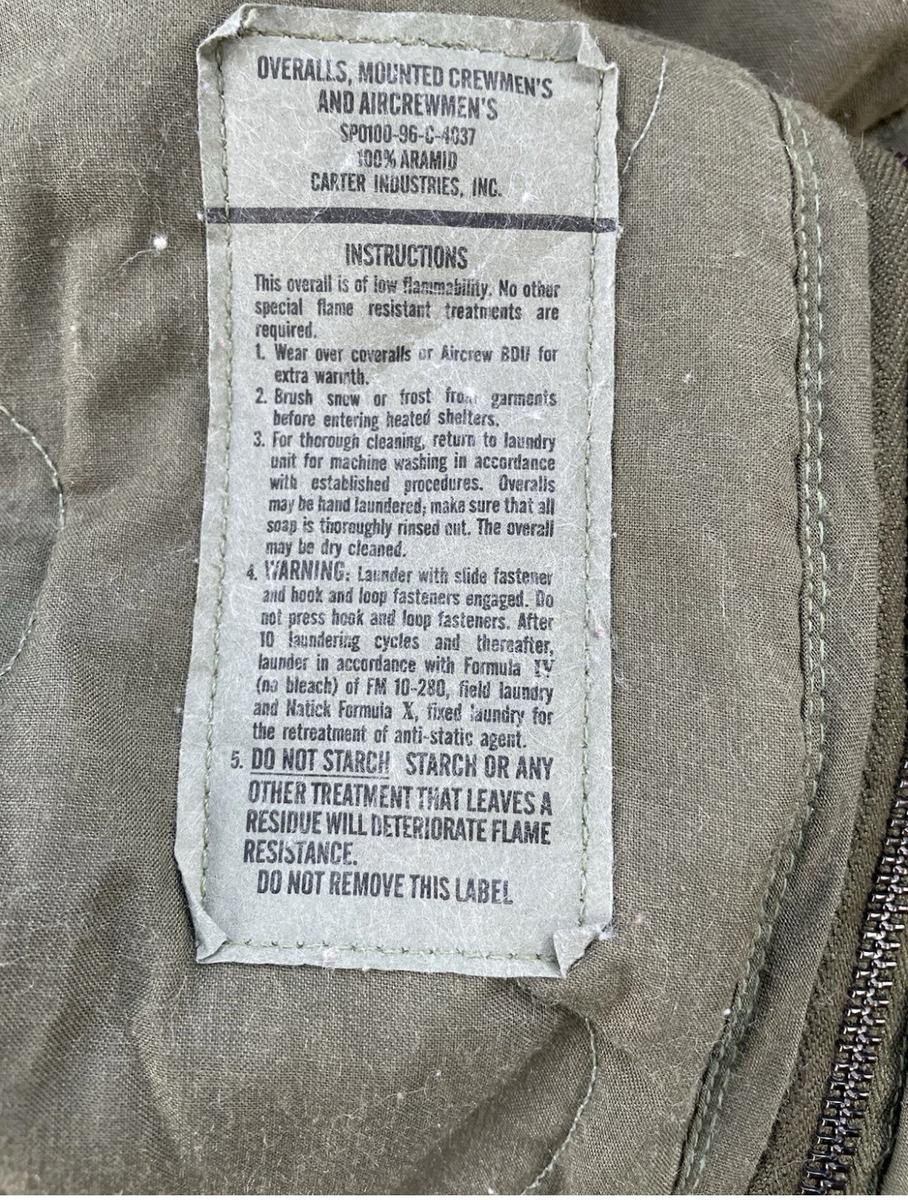 OVERALLS, MOUNTED CREWMEN'S
AND AIRCREWMEN'S
SPO100-96-C-4037
100% ARAMID
CARTER INDUSTRIES, INC.
INSTRUCTIONS
This overall is of low flammability. No other
special flame resistant treatments are
required.
1. Wear over coveralls or Aircrew BDU for
extra warmth.
2. Brush snow or frost from garments
before entering heated shelters.
3. For thorough cleaning, return to laundry
unit for machine washing in accordance
with established procedures. Overalls
may be hand laundered; make sure that all
soap is thoroughly rinsed out. The overall
may be dry cleaned.
4. WARNING: Launder with slide fastener
and hook and loop fasteners engaged. Do
not press hook and loop fasteners. After
10 laundering cycles and thereafter,
launder in accordance with Formula IV
(no bleach) of FM 10-280, field laundry
and Natick Formula X, fixed laundry for
the retreatment of anti-static agent.
5. DO NOT STARCH STARCH OR ANY
OTHER TREATMENT THAT LEAVES A
RESIDUE WILL DETERIORATE FLAME
RESISTANCE.
DO NOT REMOVE THIS LABEL